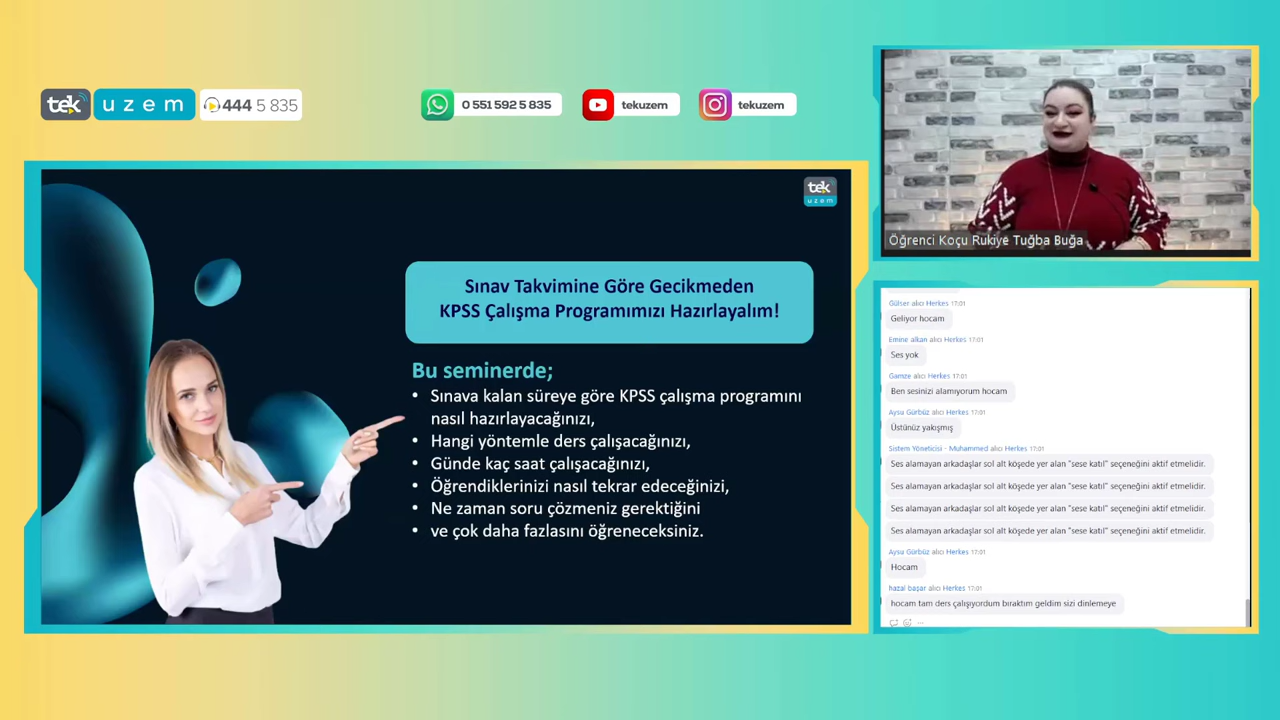 tek uzem 444 5 835
0 551 592 5 835
tekuzem
tekuzem
tek
uzem
Sınav Takvimine Göre Gecikmeden
KPSS Çalışma Programımızı Hazırlayalım!
Bu seminerde;
• Sınava kalan süreye göre KPSS çalışma programını
nasıl hazırlayacağınızı,
• Hangi yöntemle ders çalışacağınızı,
• Günde kaç saat çalışacağınızı,
• Öğrendiklerinizi nasıl tekrar edeceğinizi,
• Ne zaman soru çözmeniz gerektiğini
• ve çok daha fazlasını öğreneceksiniz.
Öğrenci Koçu Rukiye Tuğba Buğa
Gülser alıcı Herkes 17:01
Geliyor hocam
Emine alkan alıcı Herkes 17:01
Ses yok
Gamze alıcı Herkes 17:01
Ben sesinizi alamıyorum hocam
Aysu Gürbüz alıcı Herkes 17:01
Üstünüz yakışmış
Sistem Yöneticisi - Muhammed alıcı Herkes 17:01
Ses alamayan arkadaşlar sol alt köşede yer alan "sese katıl" seçeneğini aktif etmelidir.
Ses alamayan arkadaşlar sol alt köşede yer alan "sese katıl" seçeneğini aktif etmelidir.
Ses alamayan arkadaşlar sol alt köşede yer alan "sese katıl" seçeneğini aktif etmelidir.
Ses alamayan arkadaşlar sol alt köşede yer alan "sese katıl" seçeneğini aktif etmelidir.
Aysu Gürbüz alıcı Herkes 17:01
Hocam
hazal başar alıcı Herkes 17:01
hocam tam ders çalışıyordum bıraktım geldim sizi dinlemeye